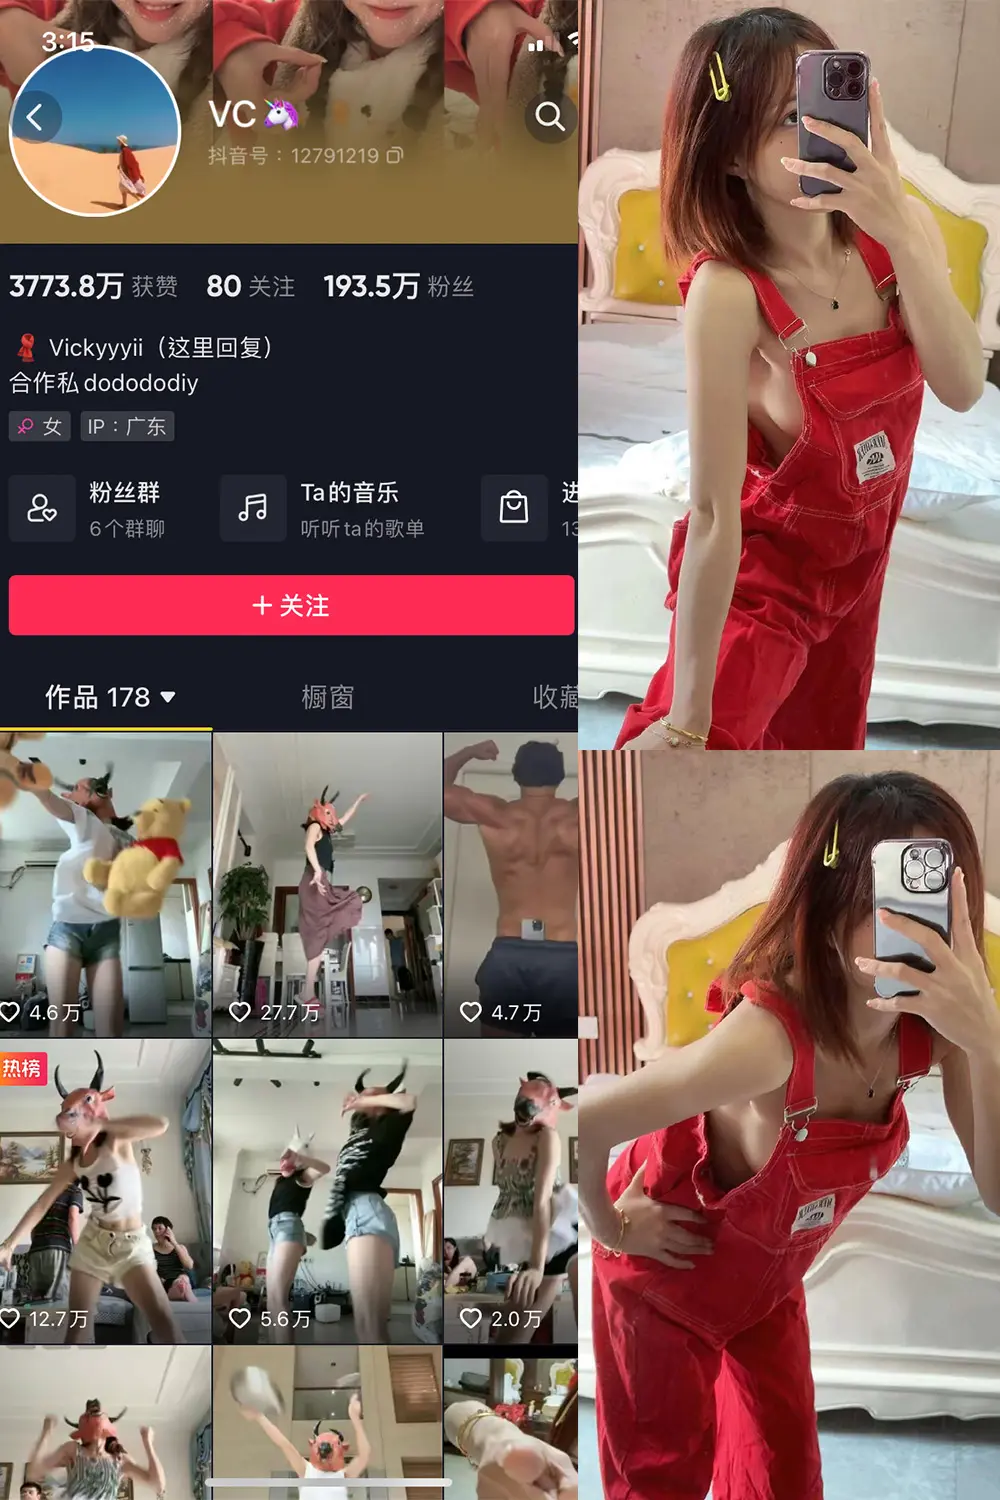 3:15
VC🦄
抖音号：12791219
3773.8万 获赞 80 关注 193.5万 粉丝
Vickyyyii（这里回复）
合作私 dodododiy
女 IP：广东
粉丝群
6个群聊
Ta的音乐
听听ta的歌单
进
13
+ 关注
作品 178 橱窗 收藏
4.6万 27.7万 4.7万
热榜
12.7万 5.6万 2.0万